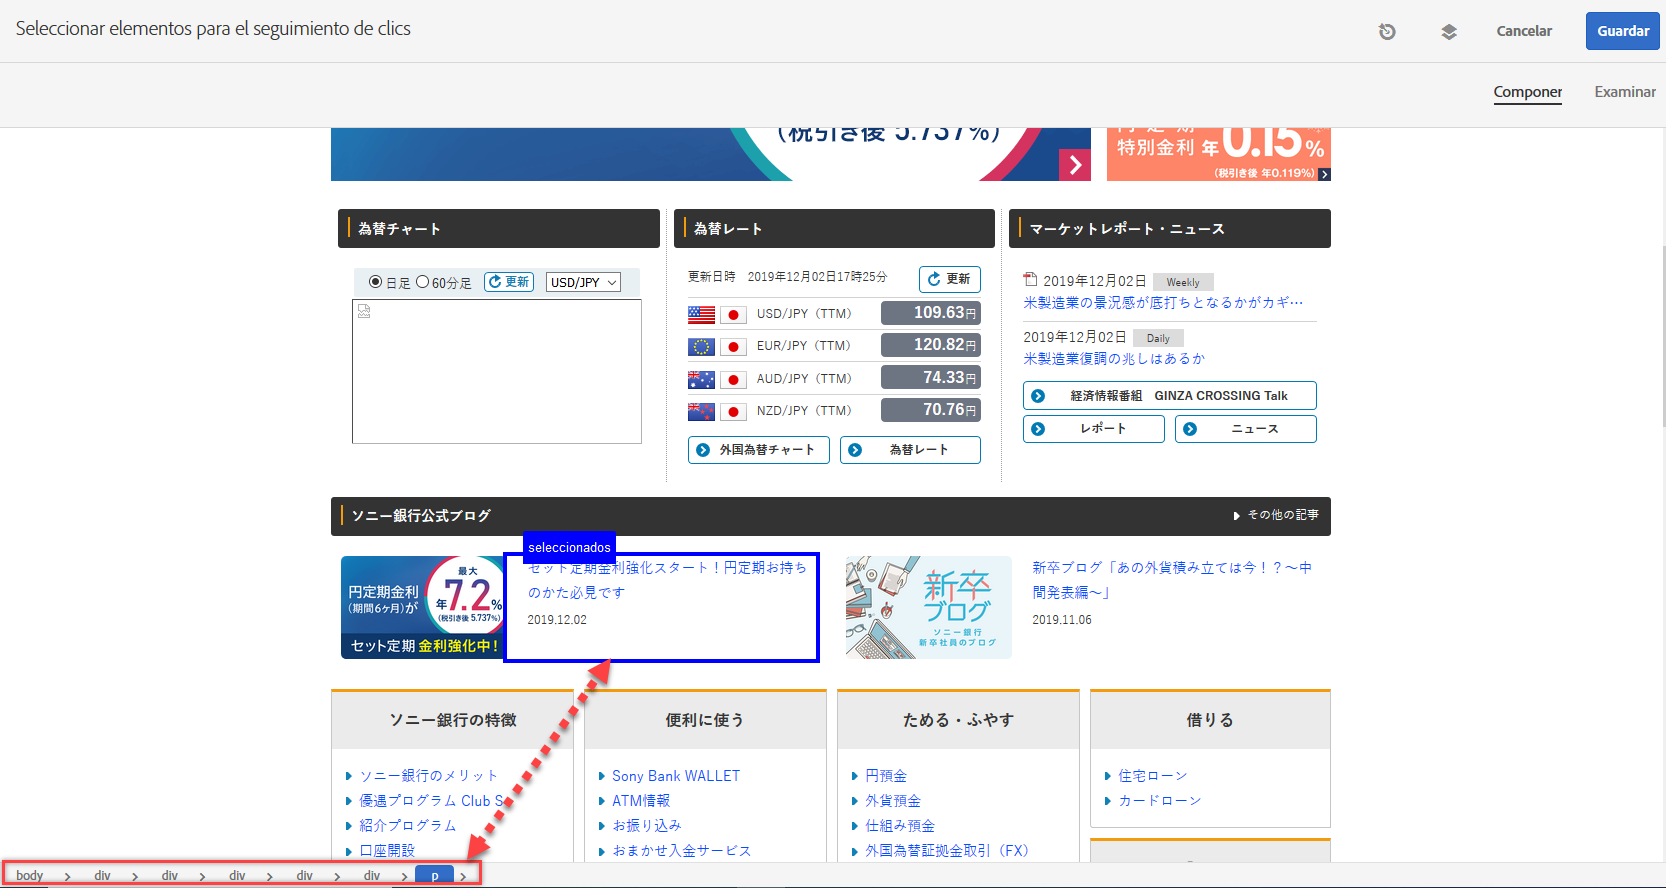 Seleccionar elementos para el seguimiento de clics
Cancelar
Guardar
Componer
Examinar
(税引き後 5.737%)
特別金利 年0.15%
(税引き後 年0.119%)
為替チャート
日足 60分足 更新 USD/JPY
為替レート
更新日時 2019年12月02日17時25分 更新
USD/JPY（TTM） 109.63円
EUR/JPY（TTM） 120.82円
AUD/JPY（TTM） 74.33円
NZD/JPY（TTM） 70.76円
外国為替チャート
為替レート
マーケットレポート・ニュース
2019年12月02日 Weekly
米製造業の景況感が底打ちとなるかがカギ…
2019年12月02日 Daily
米製造業復調の兆しはあるか
経済情報番組 GINZA CROSSING Talk
レポート
ニュース
ソニー銀行公式ブログ
その他の記事
seleccionados
円定期金利
(期間6ヶ月)が
最大
年7.2%
(税引き後 5.737%)
セット定期 金利強化中！
セット定期金利強化スタート！円定期お持ち
のかた必見です
2019.12.02
新卒
ブログ
ソニー銀行
新卒社員のブログ
新卒ブログ「あの外貨積み立ては今！？～中
間発表編～」
2019.11.06
ソニー銀行の特徴
ソニー銀行のメリット
優遇プログラム Club S
紹介プログラム
口座開設
便利に使う
Sony Bank WALLET
ATM情報
お振り込み
おまかせ入金サービス
ためる・ふやす
円預金
外貨預金
仕組み預金
外国為替証拠金取引（FX）
借りる
住宅ローン
カードローン
body > div > div > div > div > div > p >